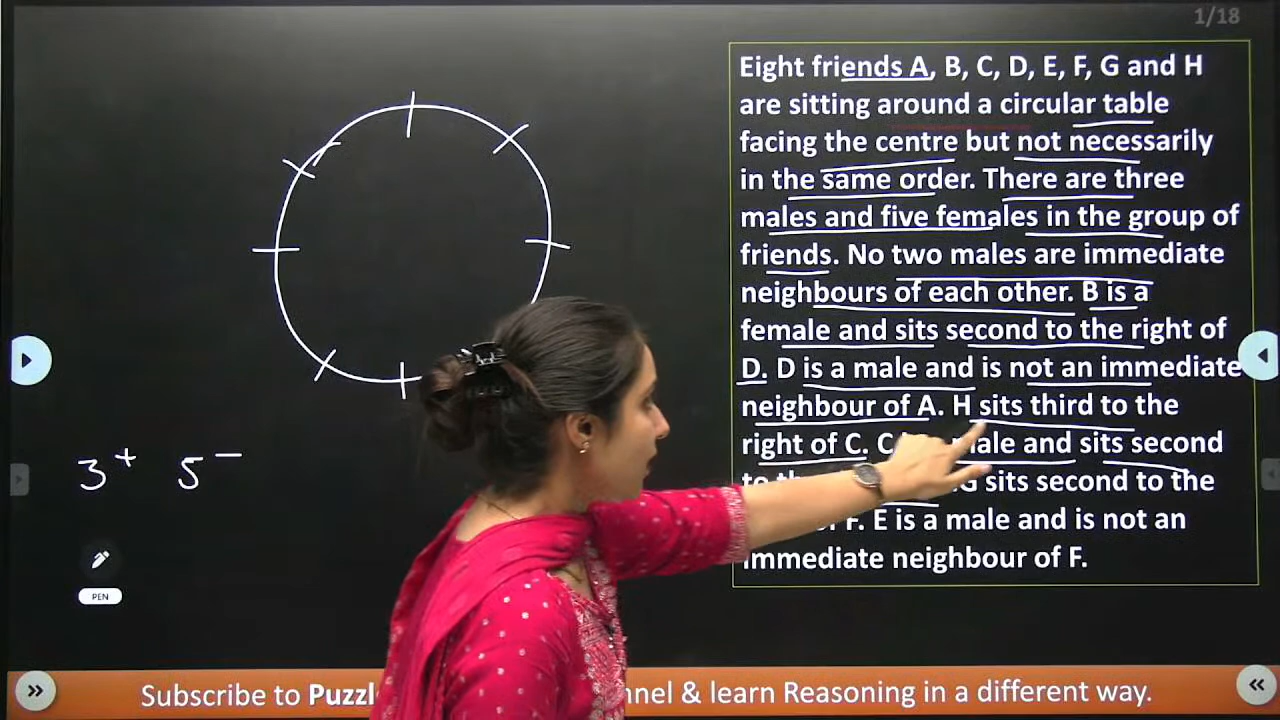 1/18
Eight friends A, B, C, D, E, F, G and H
are sitting around a circular table
facing the centre but not necessarily
in the same order. There are three
males and five females in the group of
friends. No two males are immediate
neighbours of each other. B is a
female and sits second to the right of
D. D is a male and is not an immediate
neighbour of A. H sits third to the
right of C. C male and sits second
to G sits second to the
F. E is a male and is not an
immediate neighbour of F.
3+ 5-
PEN
Subscribe to & learn Reasoning in a different way.